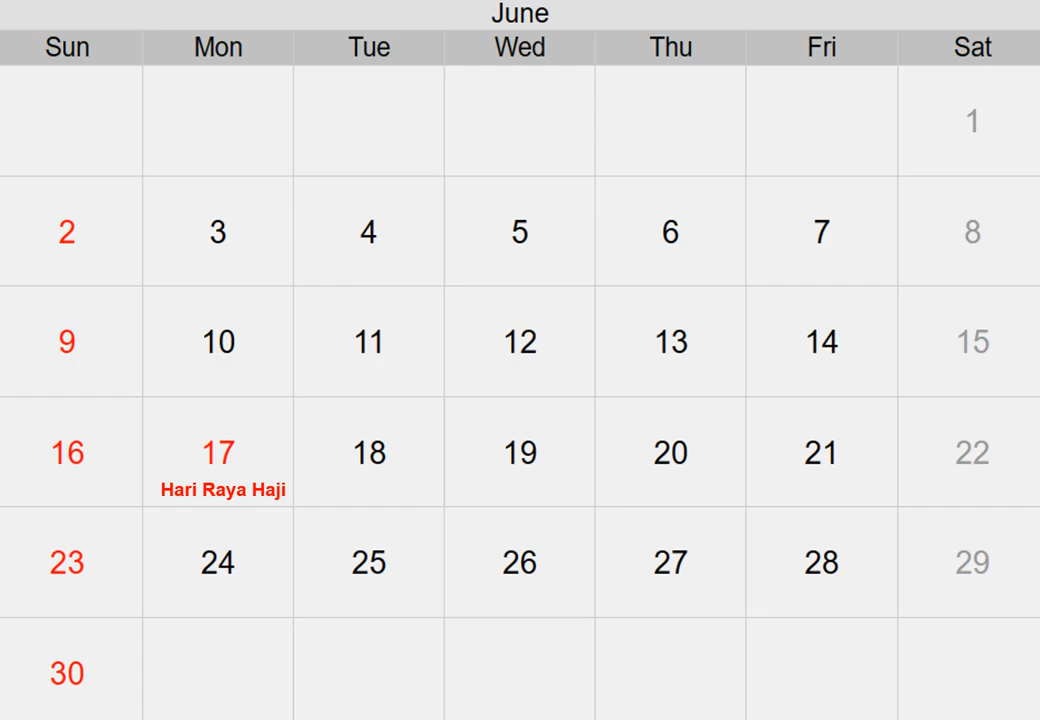 June
Sun Mon Tue Wed Thu Fri Sat
1
2 3 4 5 6 7 8
9 10 11 12 13 14 15
16 17 18 19 20 21 22
Hari Raya Haji
23 24 25 26 27 28 29
30